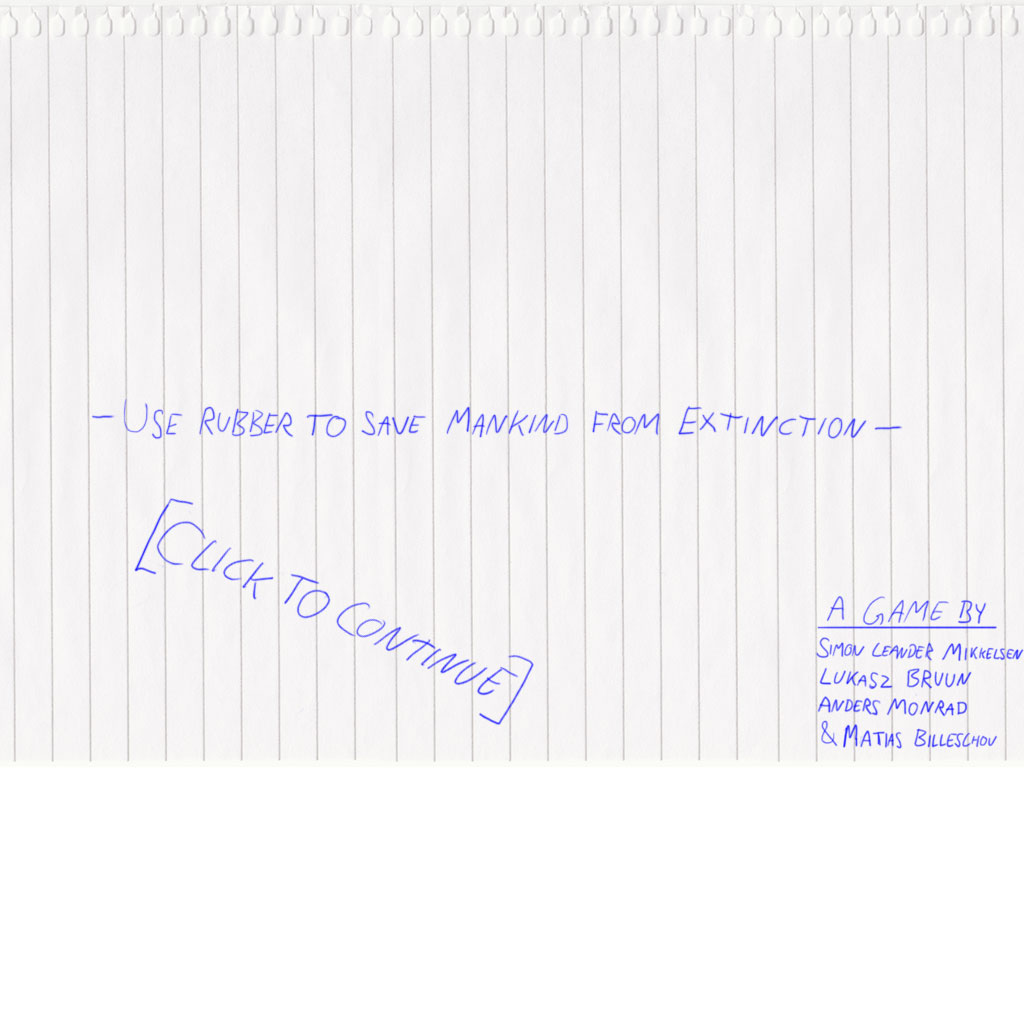 - USE RUBBER TO SAVE MANKIND FROM EXTINCTION -
[CLICK TO CONTINUE]
A GAME BY
SIMON LEANDER MIKKELSEN
LUKASZ BRUUN
ANDERS MONRAD
& MATIAS BILLESCHOU